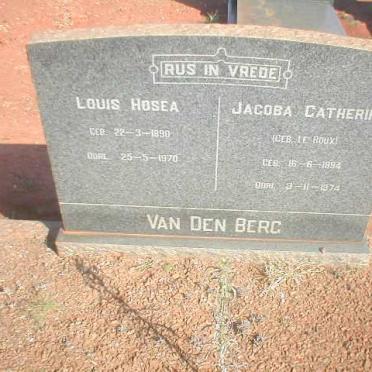 RUS IN VREDE
LOUIS HOSEA
GEB. 22-3-1890
OORL. 25-5-1970
JACOBA
(GEB. LE ROUX)
GEB. 16-6-1894
OORL. 3-11-1974
VAN DEN BERG